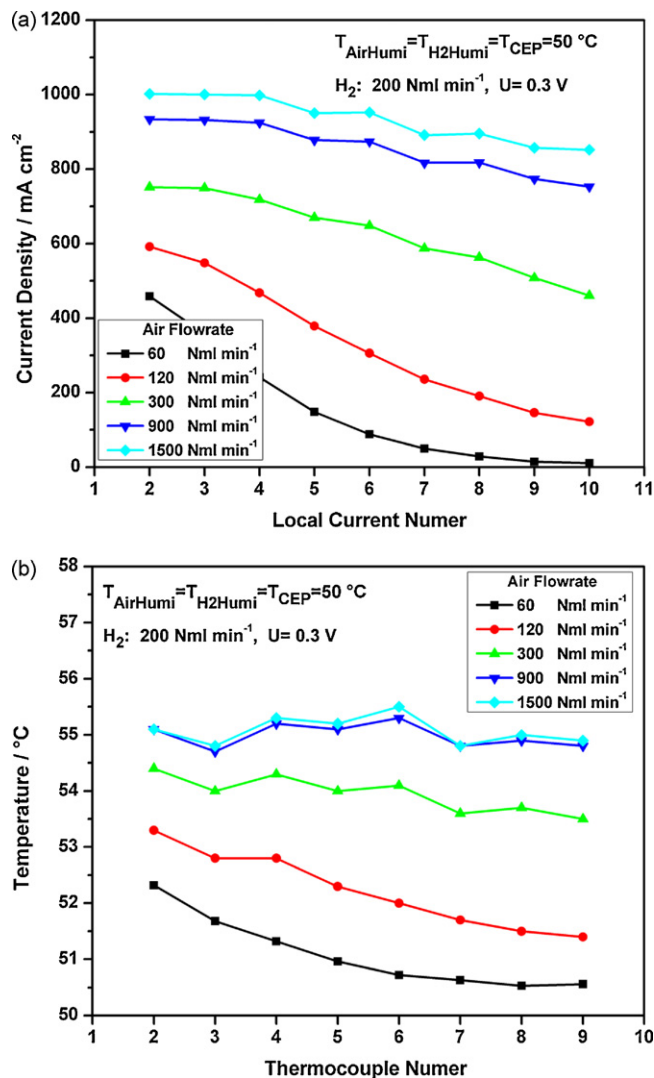 (a)
T_AirHumi=T_H2Humi=T_CEP=50 °C
H₂: 200 Nml min⁻¹, U= 0.3 V
1000
800
600
400
200
0
Current Density / mA cm⁻²
Air Flowrate
60 Nml min⁻¹
120 Nml min⁻¹
300 Nml min⁻¹
900 Nml min⁻¹
1500 Nml min⁻¹
1 2 3 4 5 6 7 8 9 10 11
Local Current Numer
(b)
T_AirHumi=T_H2Humi=T_CEP=50 °C
H₂: 200 Nml min⁻¹, U= 0.3 V
Air Flowrate
60 Nml min⁻¹
120 Nml min⁻¹
300 Nml min⁻¹
900 Nml min⁻¹
1500 Nml min⁻¹
58
57
56
55
54
53
52
51
50
Temperature / °C
1 2 3 4 5 6 7 8 9 10
Thermocouple Numer